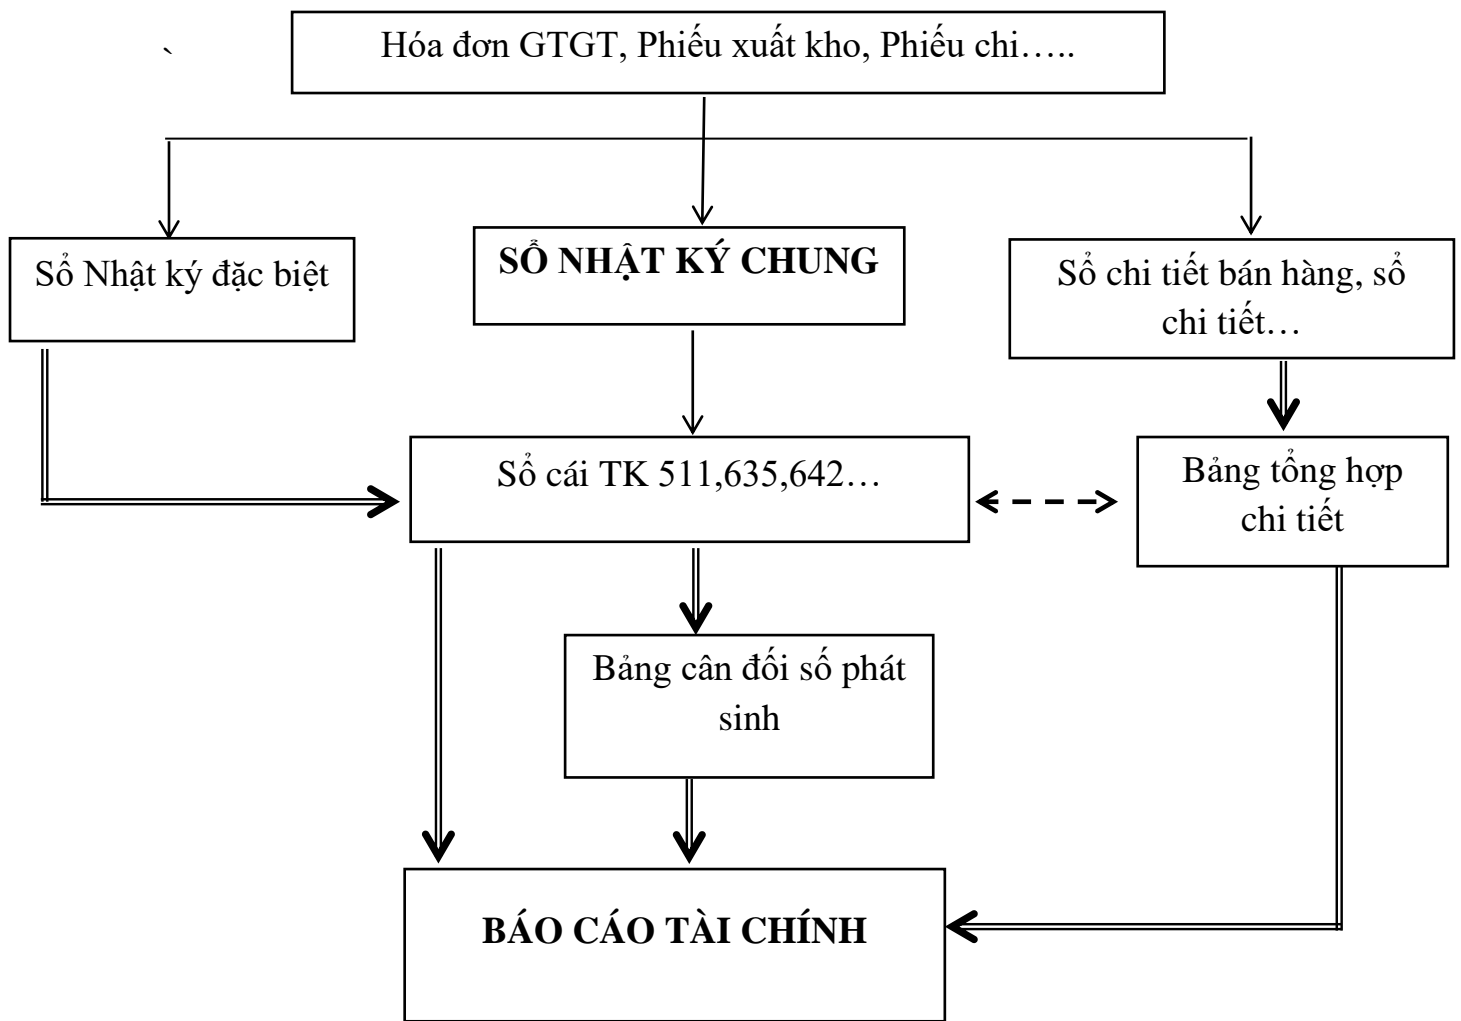 Hóa đơn GTGT, Phiếu xuất kho, Phiếu chi…..
`
Sổ Nhật ký đặc biệt
SỔ NHẬT KÝ CHUNG
Sổ chi tiết bán hàng, sổ
chi tiết…
Sổ cái TK 511,635,642…
Bảng tổng hợp
chi tiết
Bảng cân đối số phát
sinh
BÁO CÁO TÀI CHÍNH